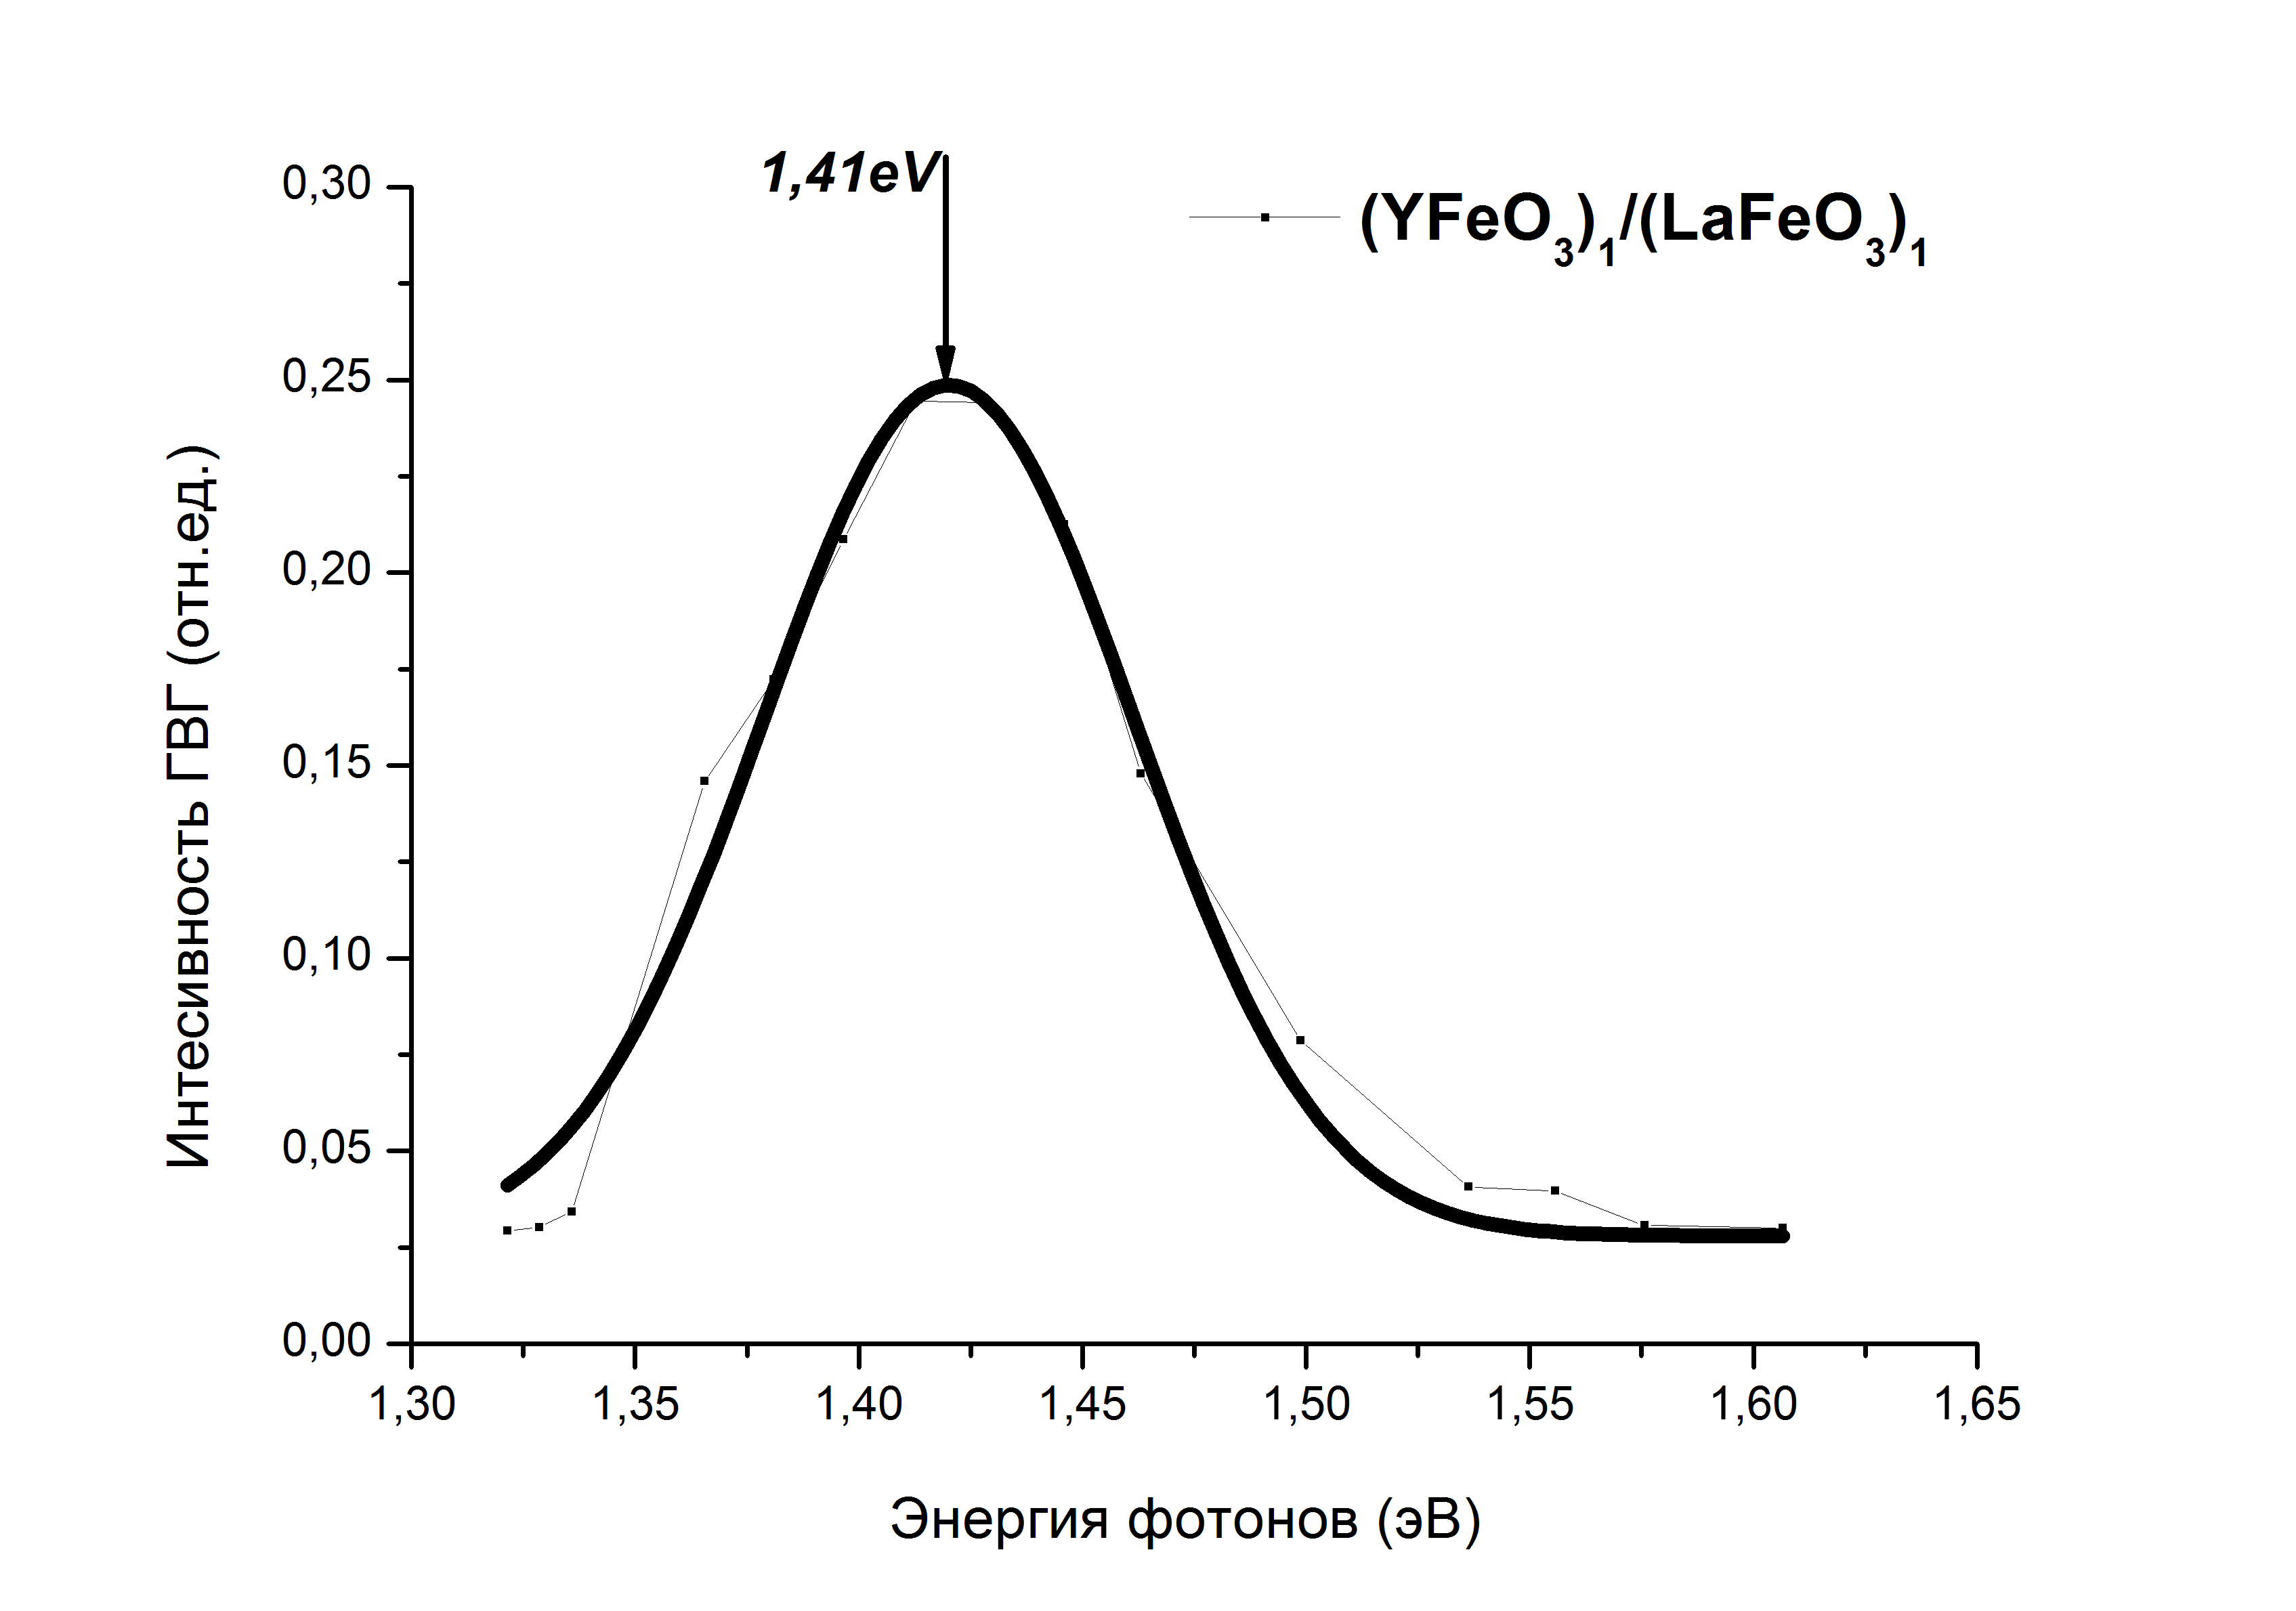 1,41eV
(YFeO3)1/(LaFeO3)1
0,30
0,25
0,20
0,15
0,10
0,05
0,00
Интесивность ГВГ (отн.ед.)
1,30 1,35 1,40 1,45 1,50 1,55 1,60 1,65
Энергия фотонов (эВ)